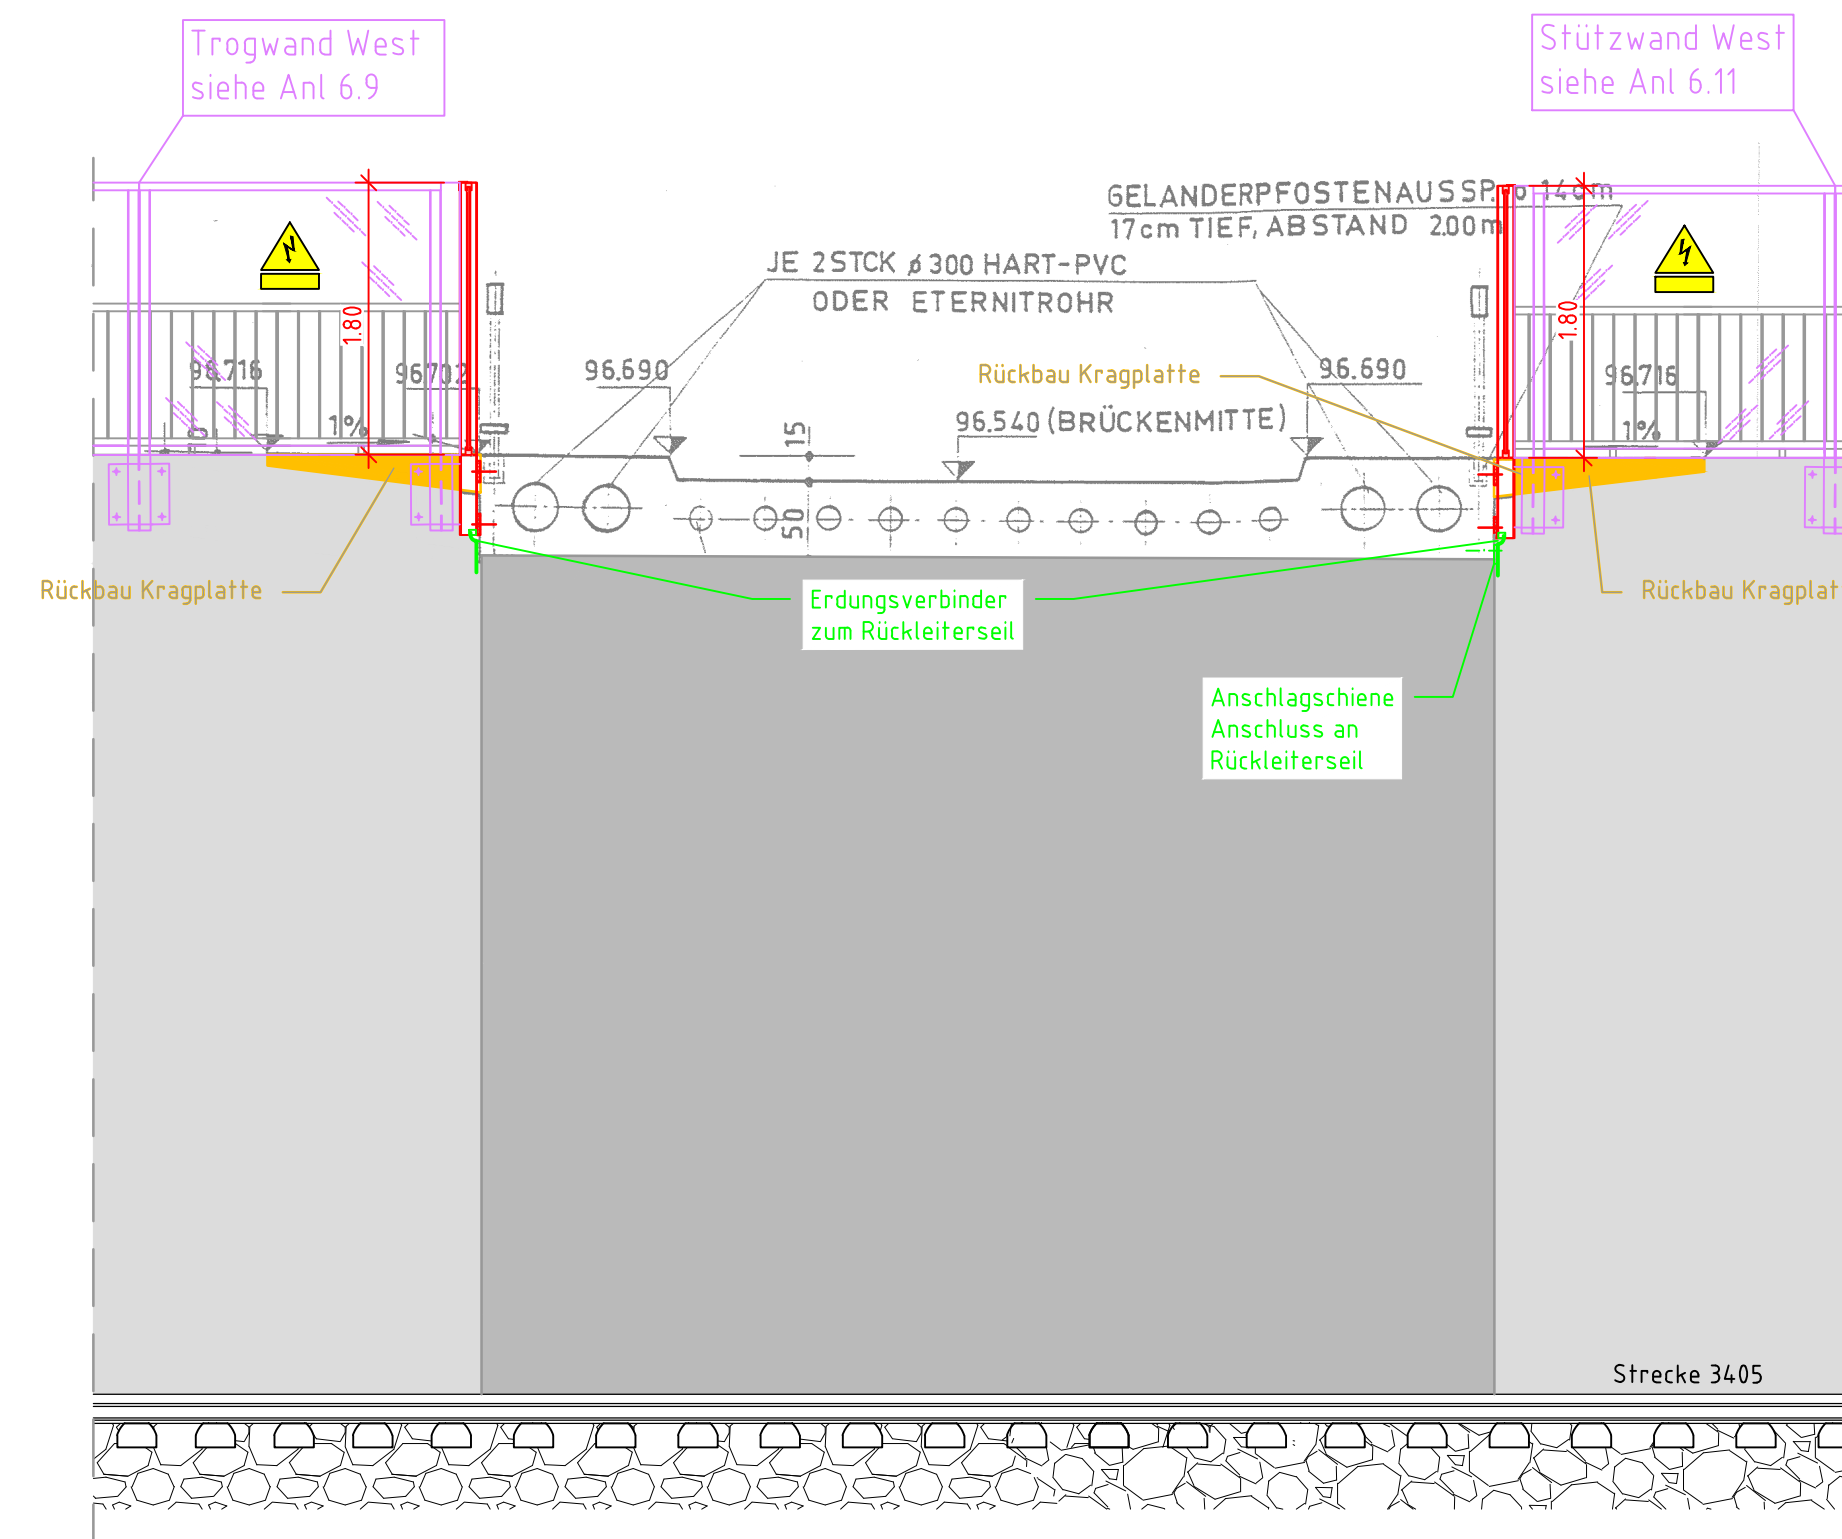 Trogwand West
siehe Anl 6.9
Stützwand West
siehe Anl 6.11
GELANDERPFOSTENAUSSP. ø 14cm
17cm TIEF, ABSTAND 2.00m
JE 2STCK ø 300 HART-PVC
ODER ETERNITROHR
1.80
1.80
96.716
96.702
96.690
Rückbau Kragplatte
96.690
96.716
96.540 (BRÜCKENMITTE)
1%
15
1%
50
Rückbau Kragplatte
Erdungsverbinder
zum Rückleiterseil
Rückbau Kragplat
Anschlagschiene
Anschluss an
Rückleiterseil
Strecke 3405